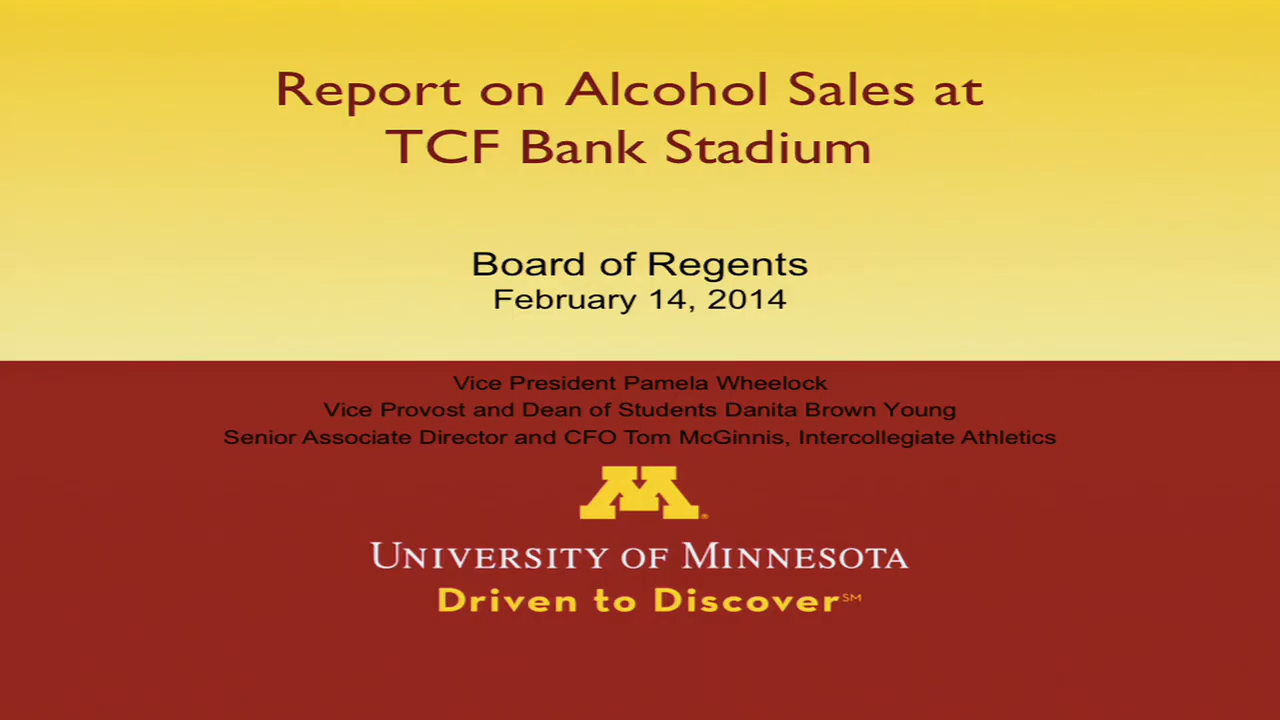 Report on Alcohol Sales at
TCF Bank Stadium
Board of Regents
February 14, 2014
Vice President Pamela Wheelock
Vice Provost and Dean of Students Danita Brown Young
Senior Associate Director and CFO Tom McGinnis, Intercollegiate Athletics
M®
UNIVERSITY OF MINNESOTA
Driven to Discover℠